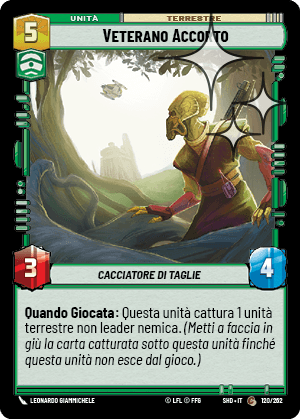 5
UNITÀ
TERRESTRE
VETERANO ACCORTO
3
4
CACCIATORE DI TAGLIE
Quando Giocata: Questa unità cattura 1 unità
terrestre non leader nemica. (Metti a faccia in
giù la carta catturata sotto questa unità finché
questa unità non esce dal gioco.)
LEONARDO GIAMMICHELE
© LFL © FFG
SHD • IT
120/262